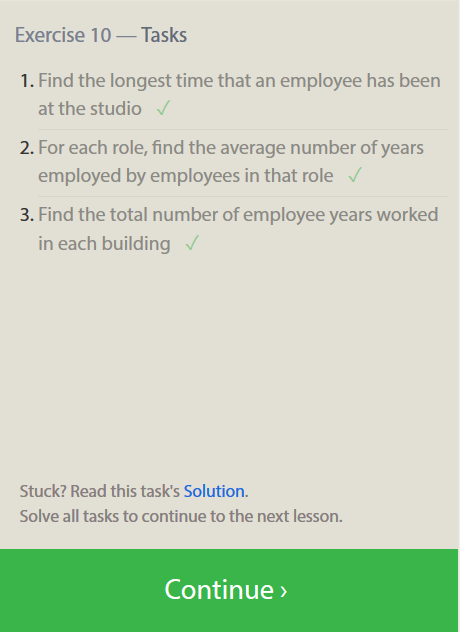 Exercise 10 — Tasks
1. Find the longest time that an employee has been
at the studio ✓
2. For each role, find the average number of years
employed by employees in that role ✓
3. Find the total number of employee years worked
in each building ✓
Stuck? Read this task's Solution.
Solve all tasks to continue to the next lesson.
Continue ›